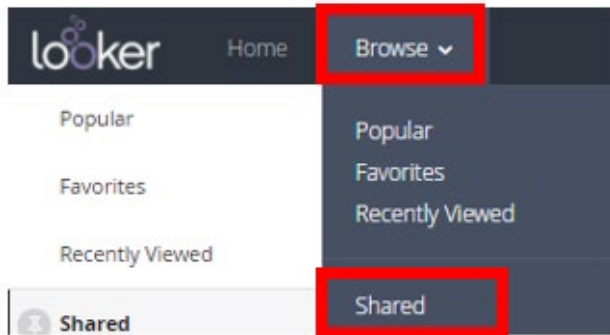 looker
Home
Browse
Popular
Favorites
Recently Viewed
Shared
Popular
Favorites
Recently Viewed
Shared